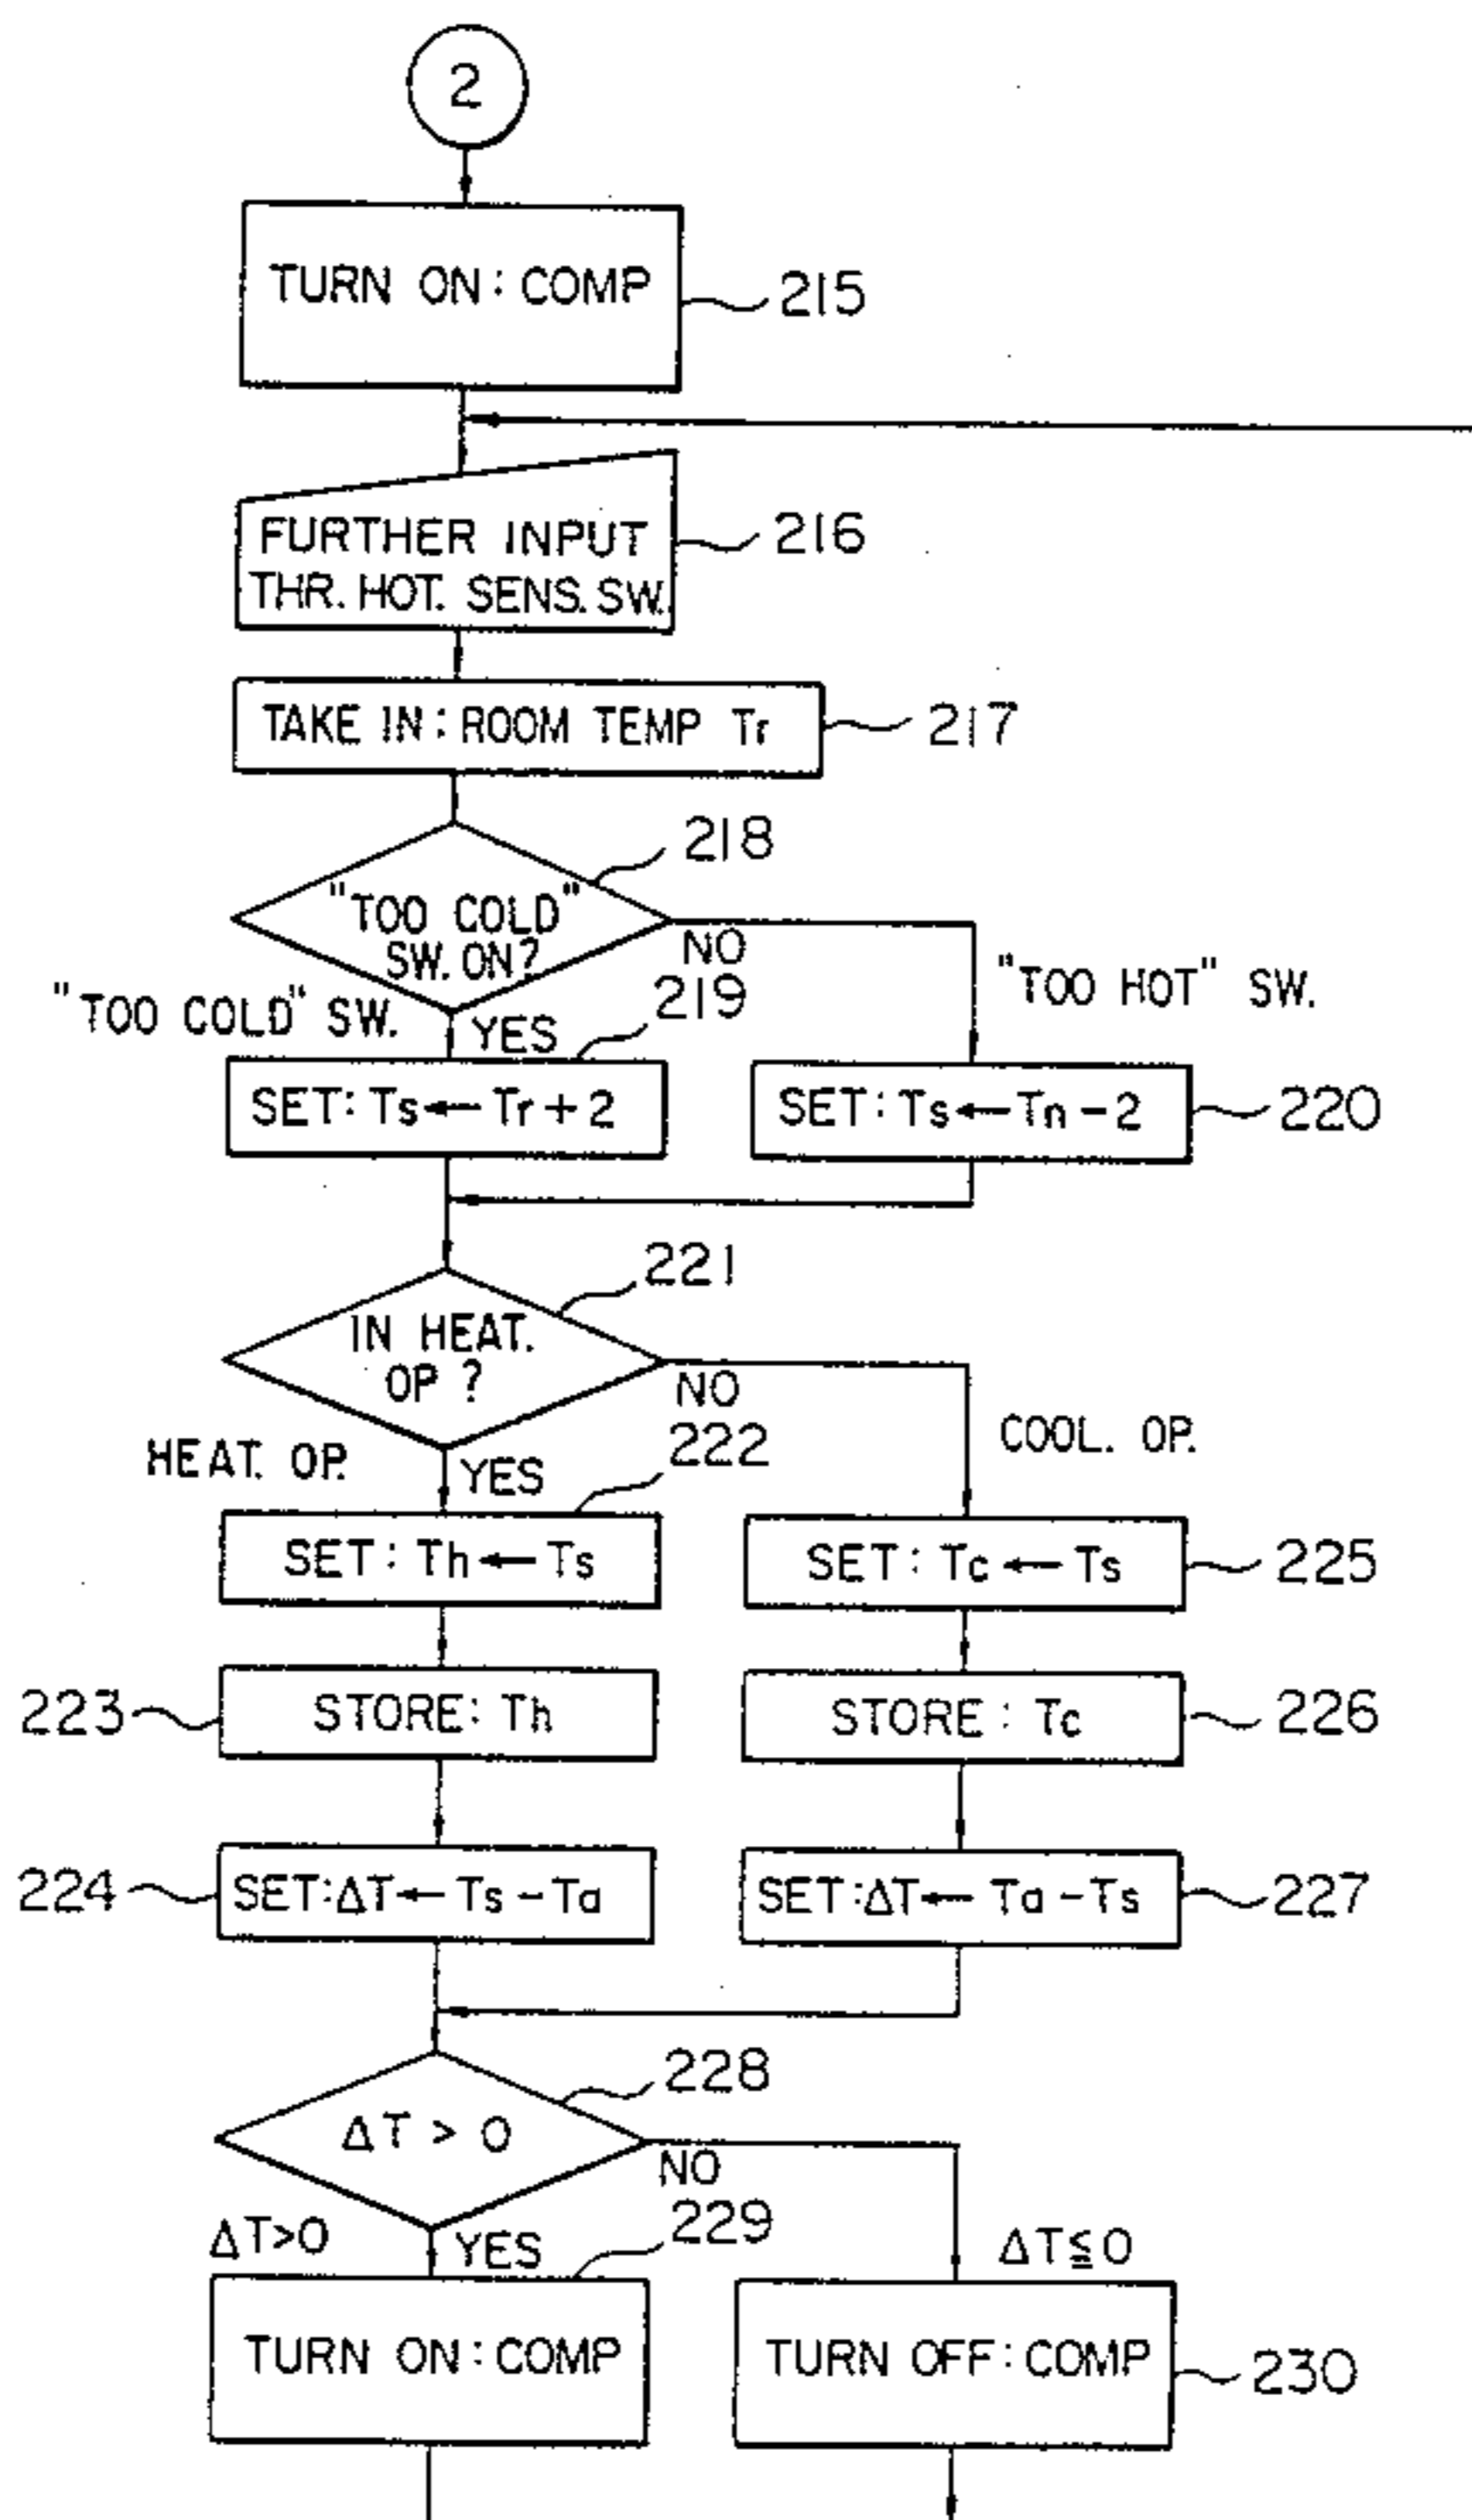 2
TURN ON: COMP
215
FURTHER INPUT
THR. HOT. SENS. SW.
216
TAKE IN: ROOM TEMP Tr
217
218
"TOO COLD"
SW. ON?
NO
"TOO HOT" SW.
"TOO COLD" SW.
YES
219
SET: Ts ← Tr + 2
SET: Ts ← Tn - 2
220
221
IN HEAT.
OP ?
NO
COOL. OP.
HEAT. OP.
YES
222
SET: Th ← Ts
SET: Tc ← Ts
225
223
STORE: Th
STORE: Tc
226
224
SET: ΔT ← Ts - Ta
SET: ΔT ← Ta - Ts
227
228
ΔT > 0
NO
ΔT>0
YES
229
ΔT≦0
TURN ON: COMP
TURN OFF: COMP
230